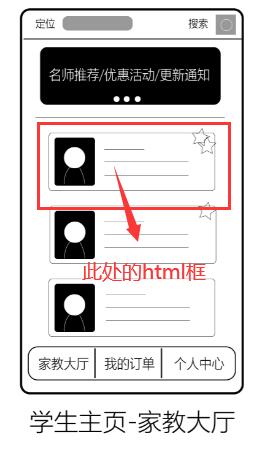 定位 搜索
名师推荐/优惠活动/更新通知
此处的html框
家教大厅 我的订单 个人中心
学生主页-家教大厅